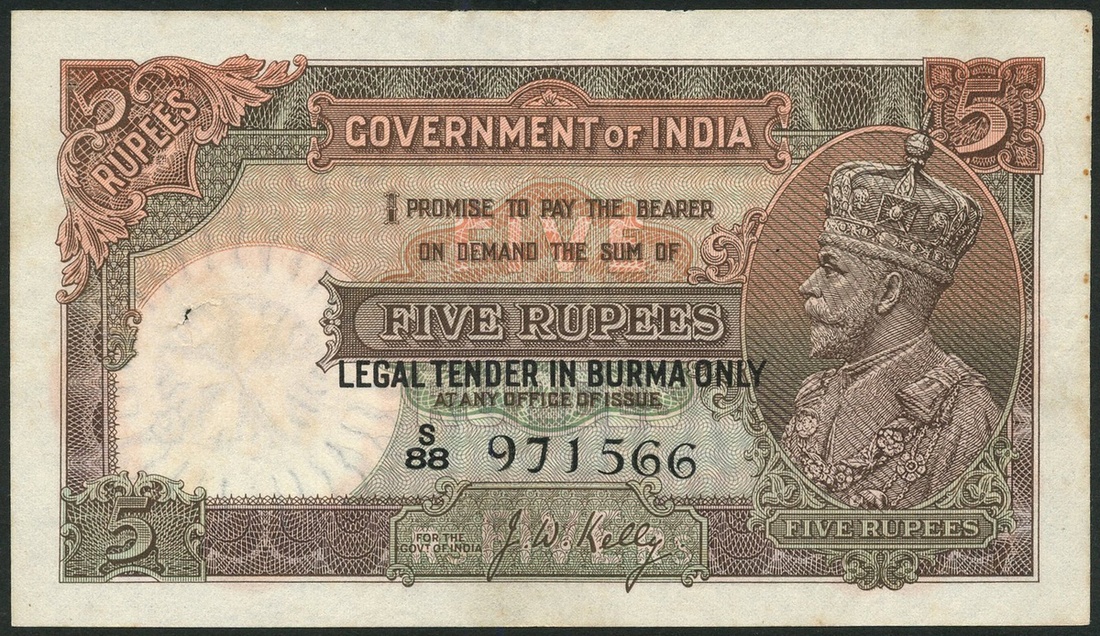 5
RUPEES
5
GOVERNMENT OF INDIA
I PROMISE TO PAY THE BEARER
FIVE
ON DEMAND THE SUM OF
FIVE RUPEES
LEGAL TENDER IN BURMA ONLY
AT ANY OFFICE OF ISSUE
S/88 971566
5
FOR THE
GOVT OF INDIA
J. W. Kelly
FIVE RUPEES